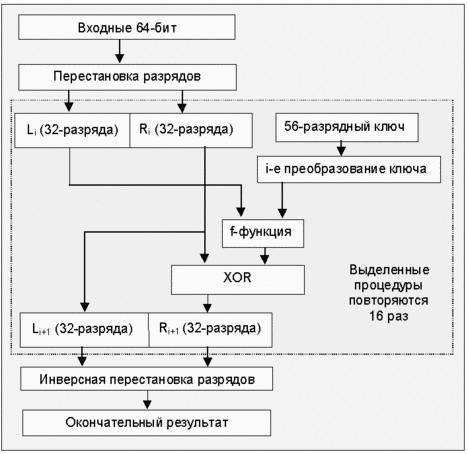 Входные 64-бит
Перестановка разрядов
Li (32-разряда) Ri (32-разряда)
56-разрядный ключ
i-е преобразование ключа
f-функция
XOR
Выделенные
процедуры
повторяются
16 раз
Li+1 (32-разряда) Ri+1 (32-разряда)
Инверсная перестановка разрядов
Окончательный результат